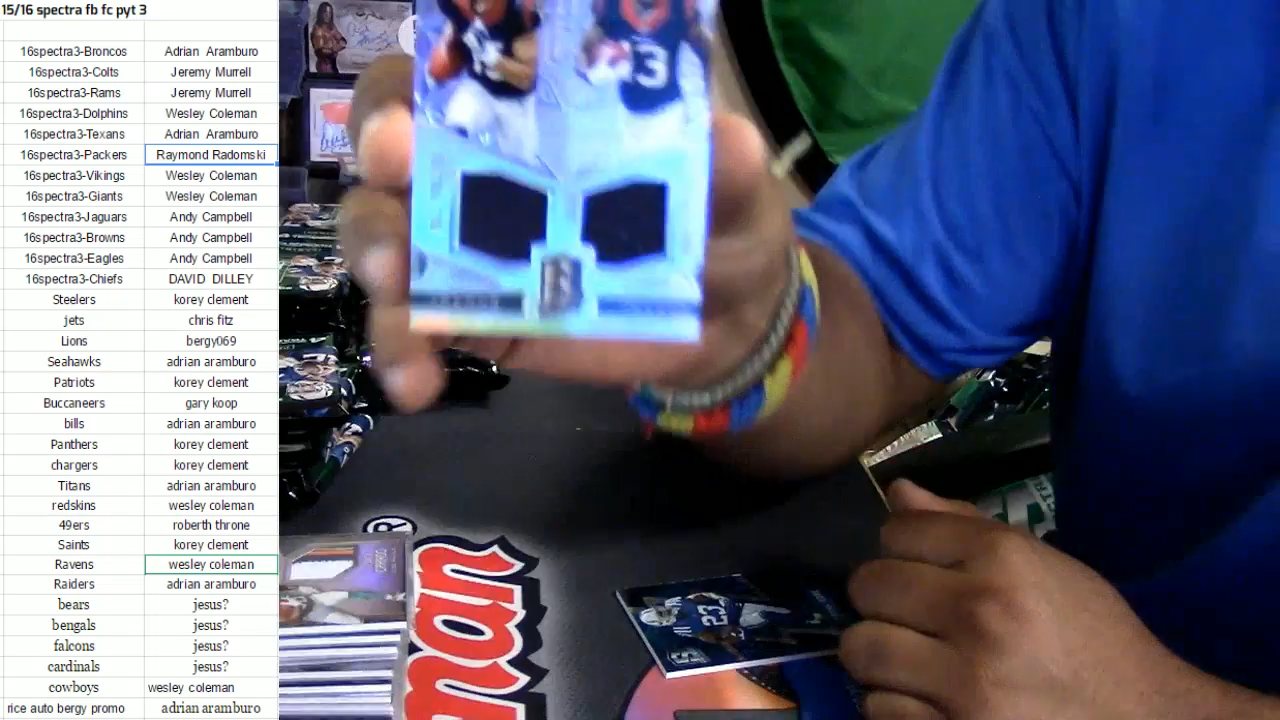 15/16 spectra fb fc pyt 3
16spectra3-Broncos Adrian Aramburo
16spectra3-Colts Jeremy Murrell
16spectra3-Rams Jeremy Murrell
16spectra3-Dolphins Wesley Coleman
16spectra3-Texans Adrian Aramburo
16spectra3-Packers Raymond Radomski
16spectra3-Vikings Wesley Coleman
16spectra3-Giants Wesley Coleman
16spectra3-Jaguars Andy Campbell
16spectra3-Browns Andy Campbell
16spectra3-Eagles Andy Campbell
16spectra3-Chiefs DAVID DILLEY
Steelers korey clement
jets chris fitz
Lions bergy069
Seahawks adrian aramburo
Patriots korey clement
Buccaneers gary koop
bills adrian aramburo
Panthers korey clement
chargers korey clement
Titans adrian aramburo
redskins wesley coleman
49ers roberth throne
Saints korey clement
Ravens wesley coleman
Raiders adrian aramburo
bears jesus?
bengals jesus?
falcons jesus?
cardinals jesus?
cowboys wesley coleman
rice auto bergy promo adrian aramburo
3
man
®
23